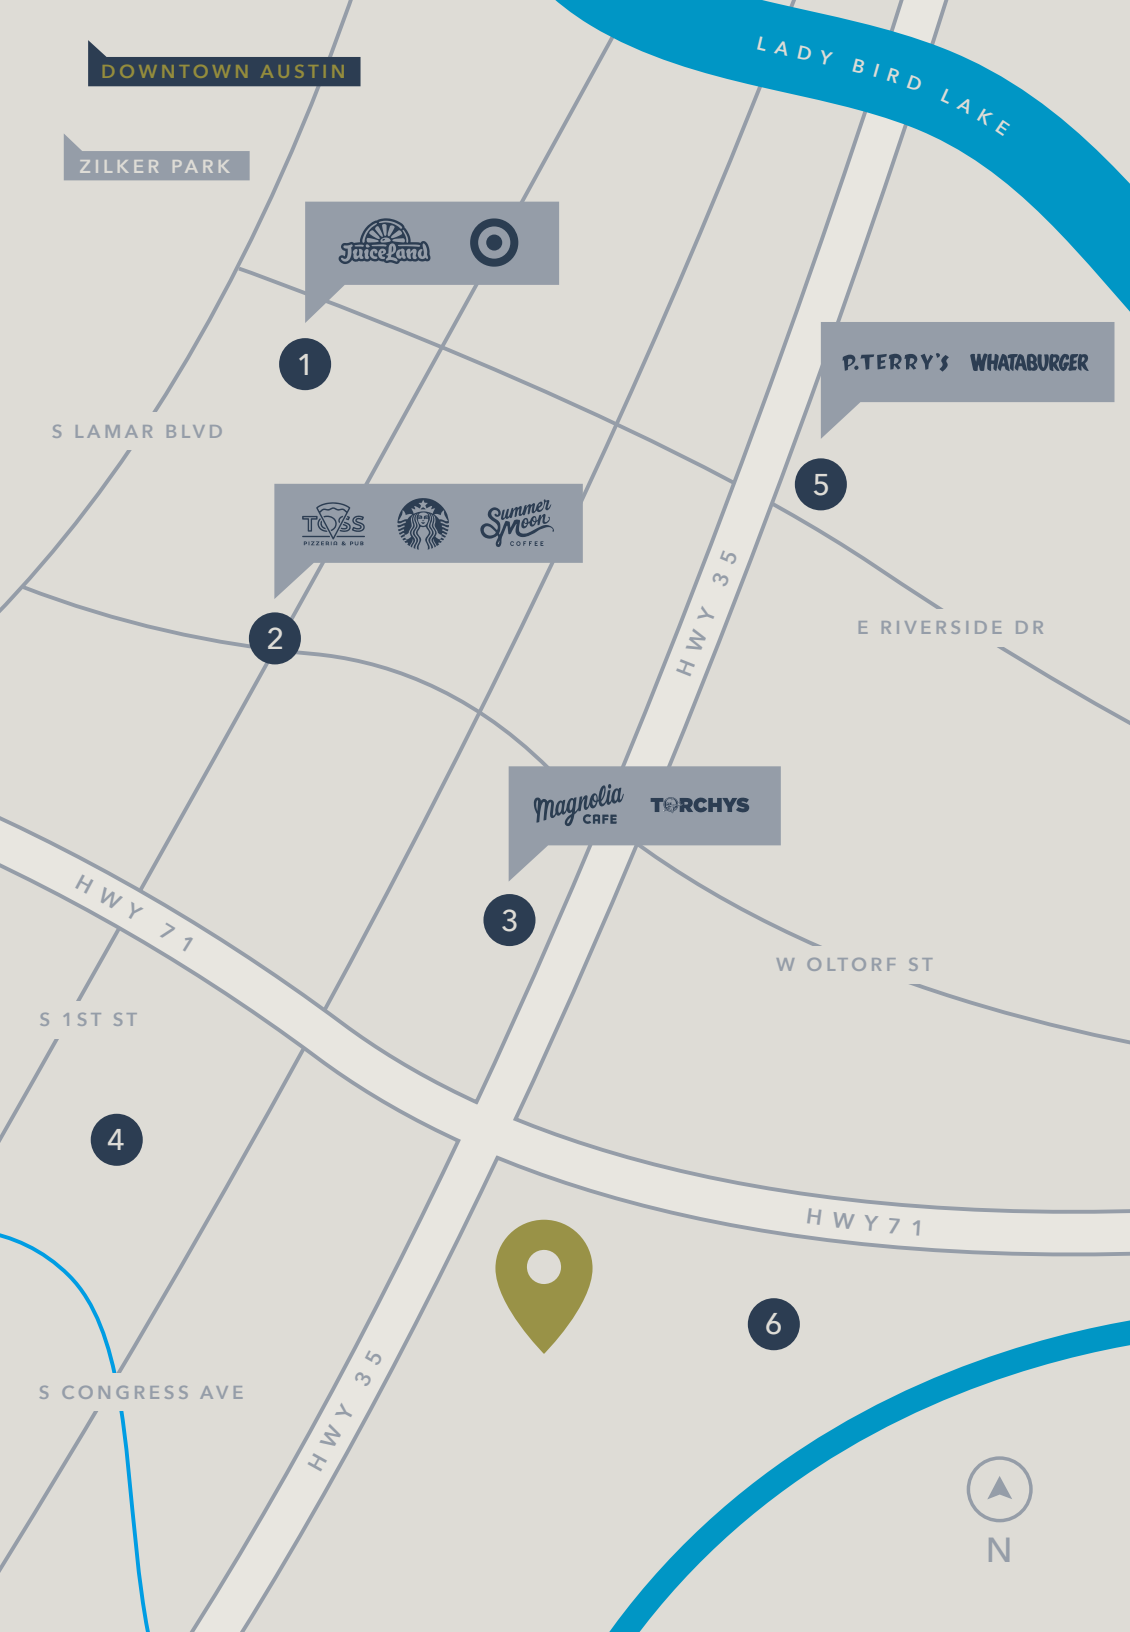 LADY BIRD LAKE
DOWNTOWN AUSTIN
ZILKER PARK
JuiceLand
1
P.TERRY'S WHATABURGER
S LAMAR BLVD
5
TOSS
PIZZERIA & PUB
Summer
Moon
COFFEE
HWY 35
E RIVERSIDE DR
2
Magnolia
CAFE
TORCHYS
HWY 71
3
W OLTORF ST
S 1ST ST
4
HWY71
6
HWY 35
S CONGRESS AVE
N